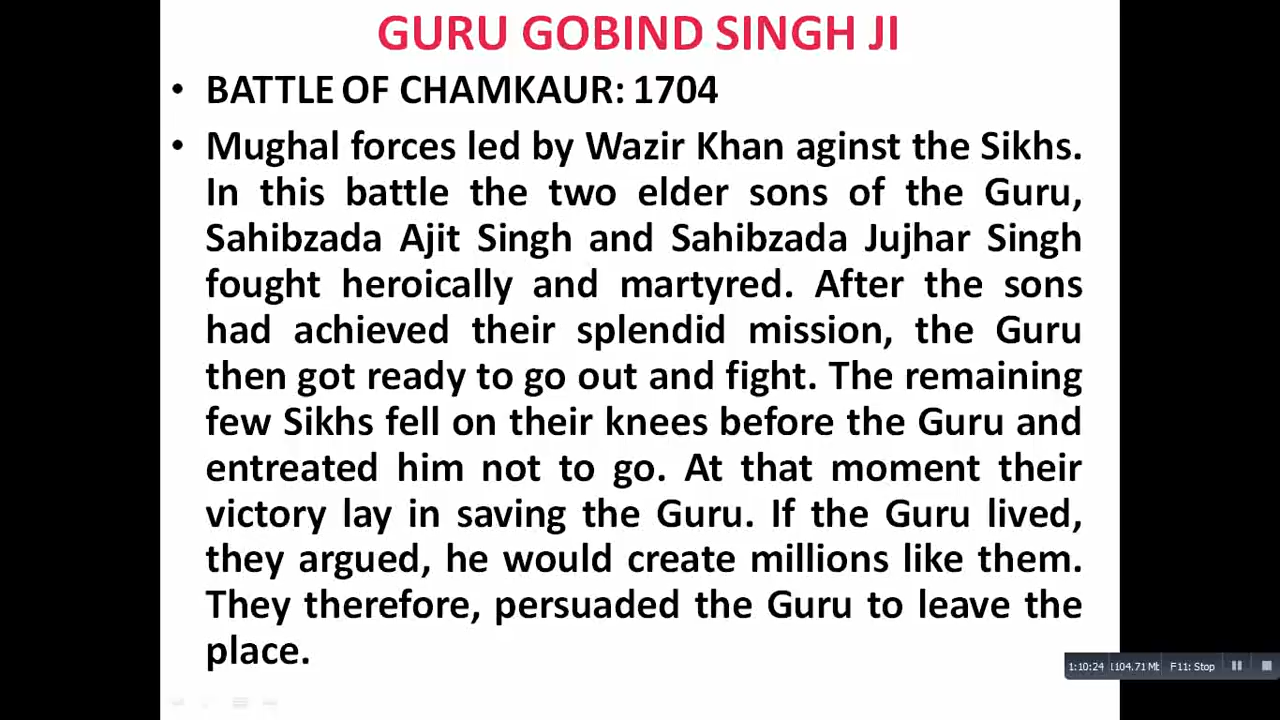 GURU GOBIND SINGH JI
• BATTLE OF CHAMKAUR: 1704
• Mughal forces led by Wazir Khan aginst the Sikhs.
In this battle the two elder sons of the Guru,
Sahibzada Ajit Singh and Sahibzada Jujhar Singh
fought heroically and martyred. After the sons
had achieved their splendid mission, the Guru
then got ready to go out and fight. The remaining
few Sikhs fell on their knees before the Guru and
entreated him not to go. At that moment their
victory lay in saving the Guru. If the Guru lived,
they argued, he would create millions like them.
They therefore, persuaded the Guru to leave the
place.
1:10:24 F11: Stop